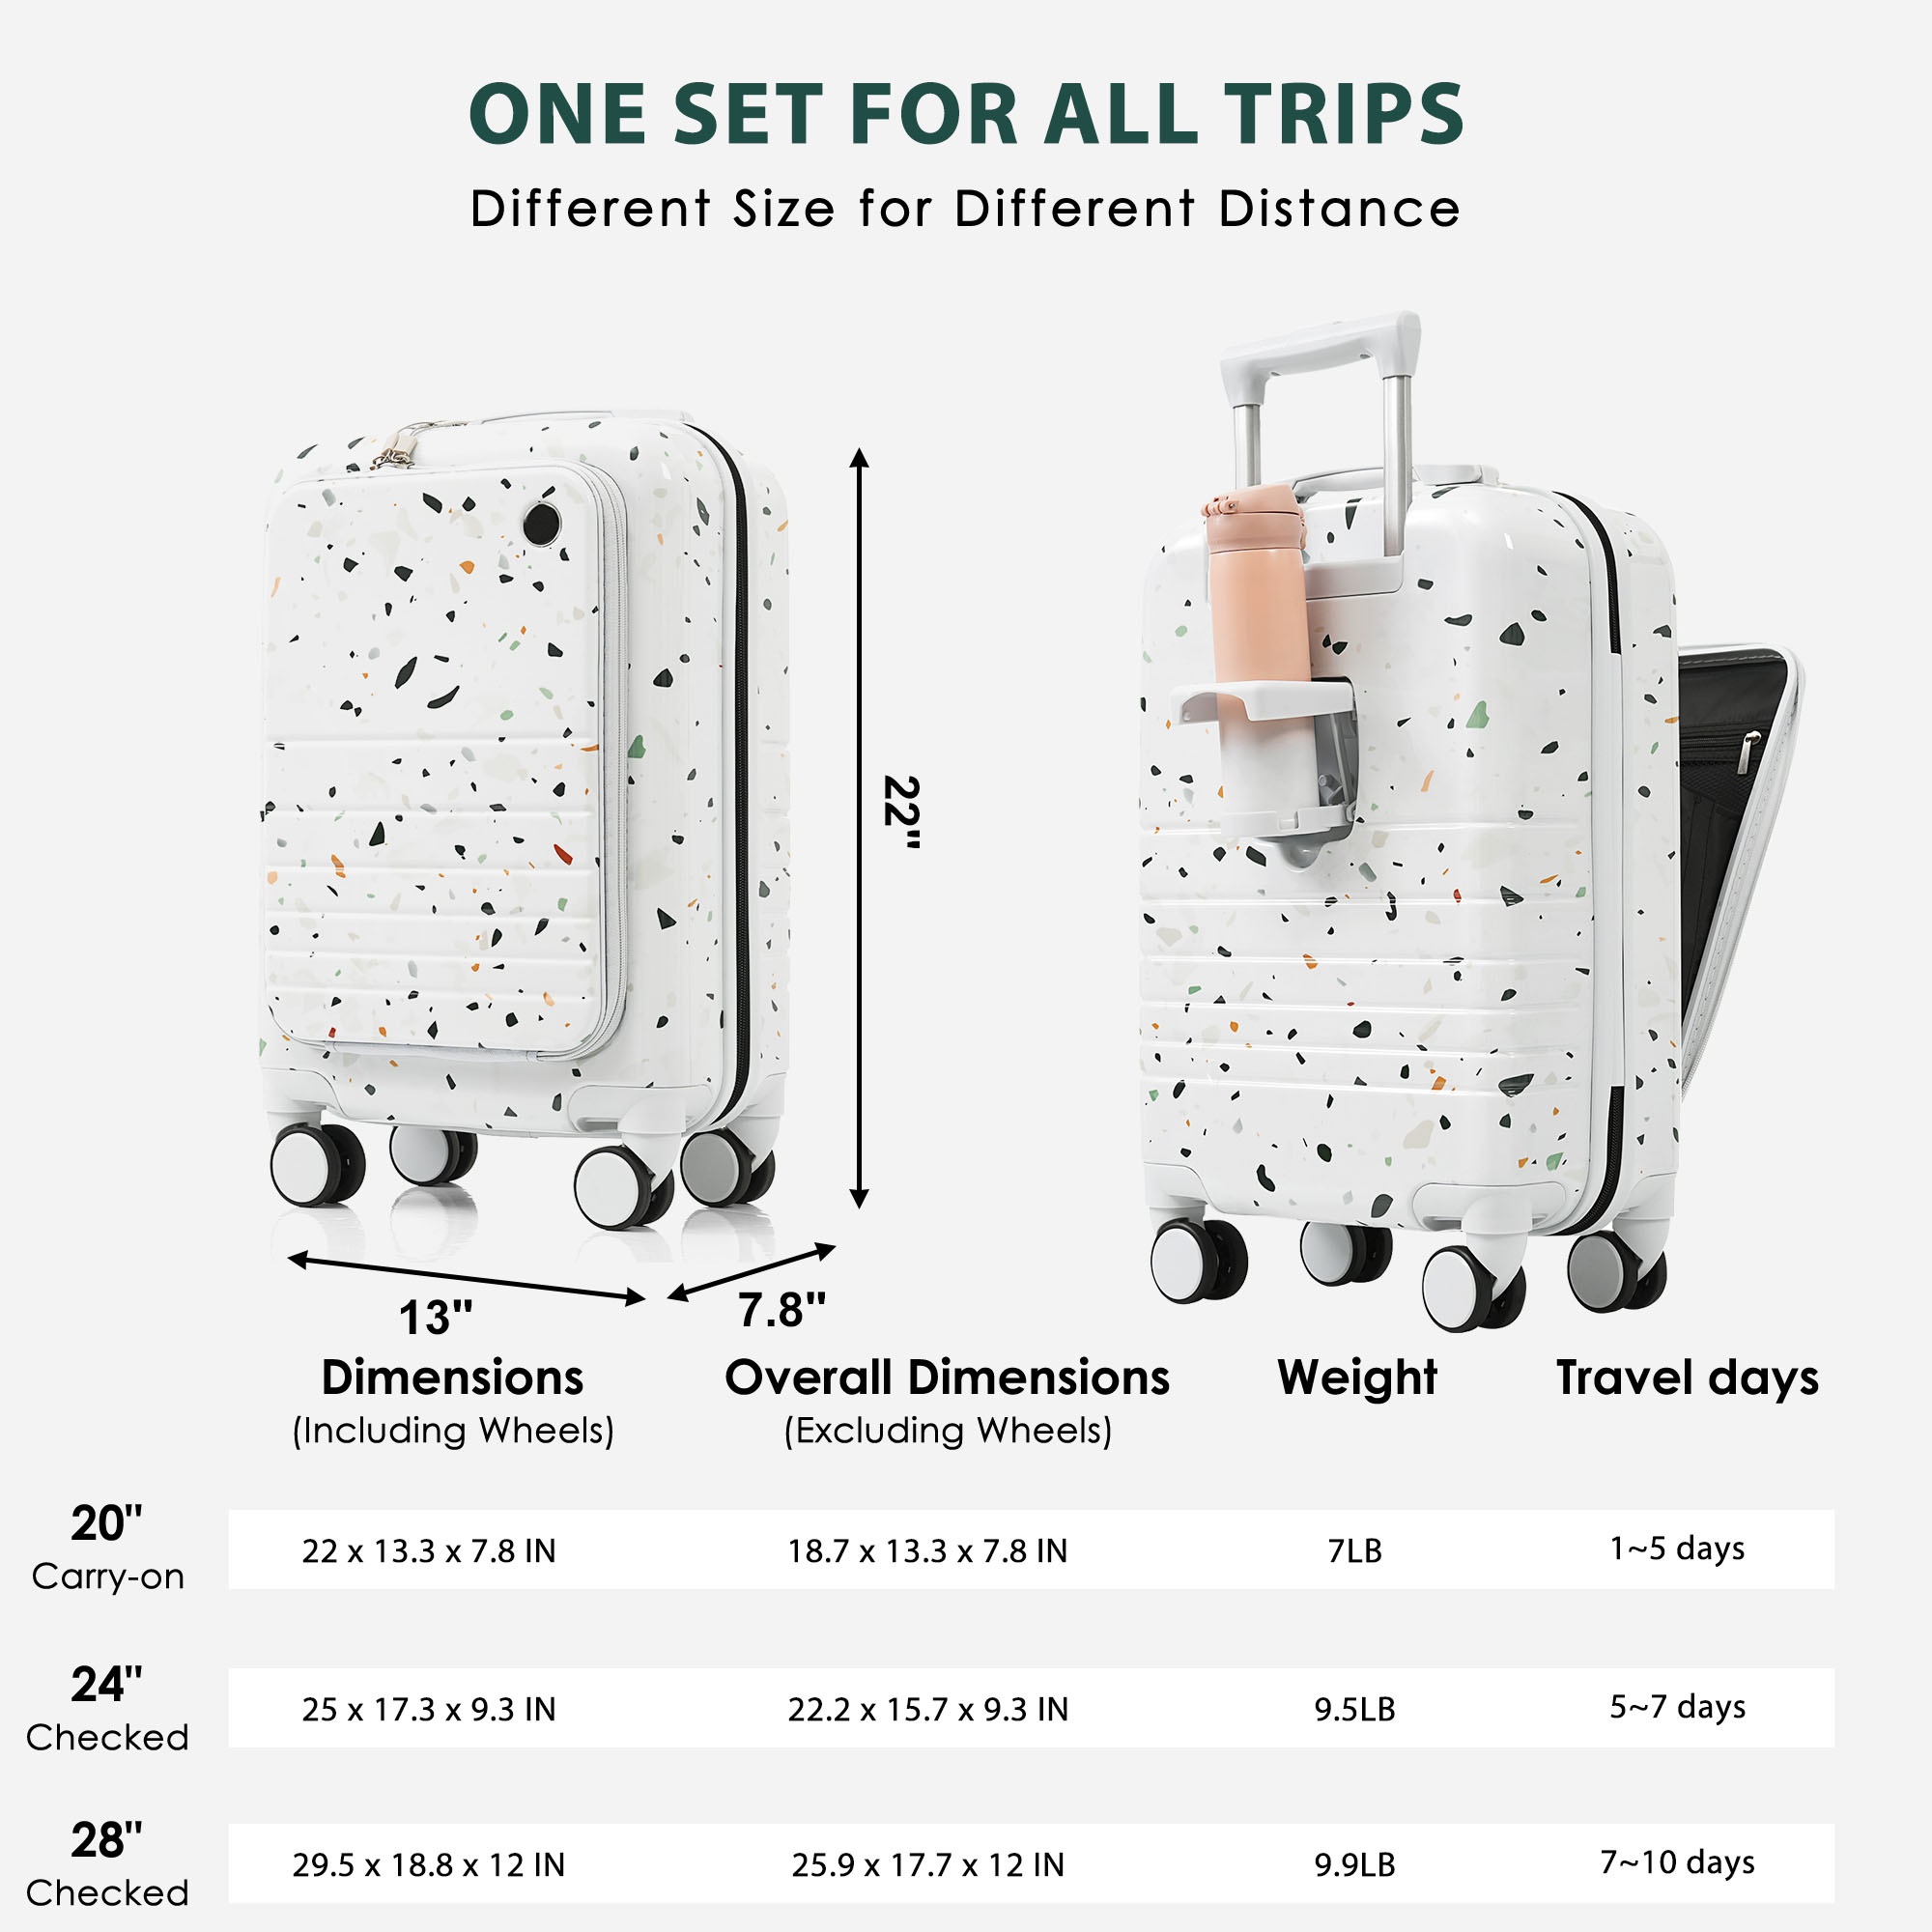 ONE SET FOR ALL TRIPS
Different Size for Different Distance
22"
13"
7.8"
Dimensions
(Including Wheels)
Overall Dimensions
(Excluding Wheels)
Weight
Travel days
20"
Carry-on
22 x 13.3 x 7.8 IN
18.7 x 13.3 x 7.8 IN
7LB
1~5 days
24"
Checked
25 x 17.3 x 9.3 IN
22.2 x 15.7 x 9.3 IN
9.5LB
5~7 days
28"
Checked
29.5 x 18.8 x 12 IN
25.9 x 17.7 x 12 IN
9.9LB
7~10 days